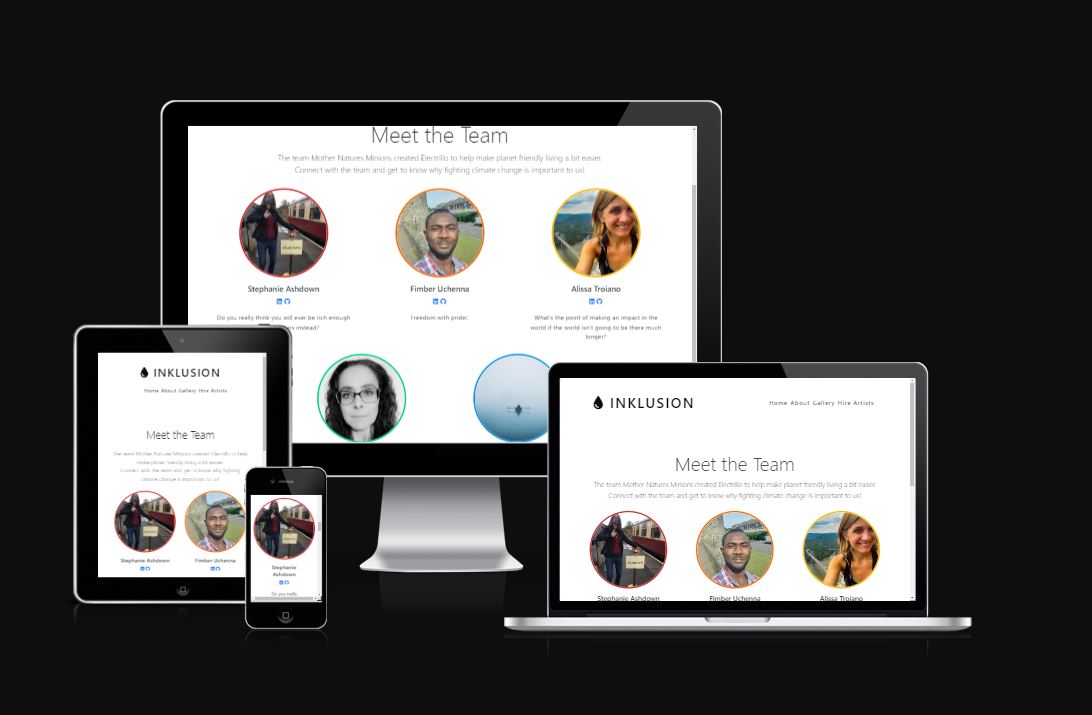 Meet the Team
The team Mother Natures Minions created Electrillo to help make planet friendly living a bit easier.
Connect with the team and get to know why fighting climate change is important to us!
Stephanie Ashdown
Fimber Uchenna
Alissa Troiano
Do you really think you will ever be rich enough
instead?
Freedom with pride!.
What's the point of making an impact in the
world if the world isn't going to be there much
longer?
INKLUSION
Home About Gallery Hire Artists
Meet the Team
The team Mother Natures Minions created Electrillo to help
make planet friendly living a bit easier.
Connect with the team and get to know why fighting
climate change is important to us!
Stephanie Ashdown
Fimber Uchenna
Stephanie
Ashdown
Do you really
INKLUSION
Home About Gallery Hire Artists
Meet the Team
The team Mother Natures Minions created Electrillo to help make planet friendly living a bit easier.
Connect with the team and get to know why fighting climate change is important to us!
Stephanie Ashdown
Fimber Uchenna
Alissa Troiano